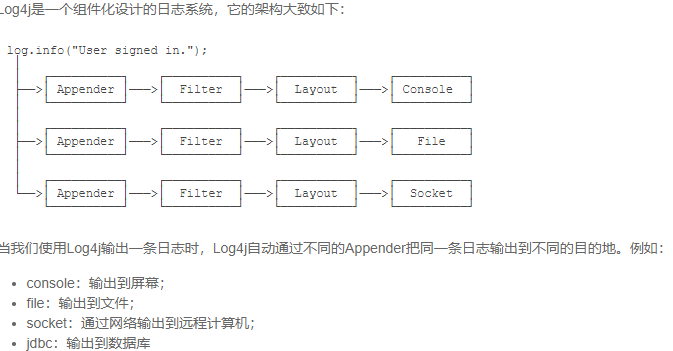 Log4j是一个组件化设计的日志系统，它的架构大致如下：
log.info("User signed in.");
Appender Filter Layout Console
Appender Filter Layout File
Appender Filter Layout Socket
当我们使用Log4j输出一条日志时，Log4j自动通过不同的Appender把同一条日志输出到不同的目的地。例如：
• console：输出到屏幕；
• file：输出到文件；
• socket：通过网络输出到远程计算机；
• jdbc：输出到数据库